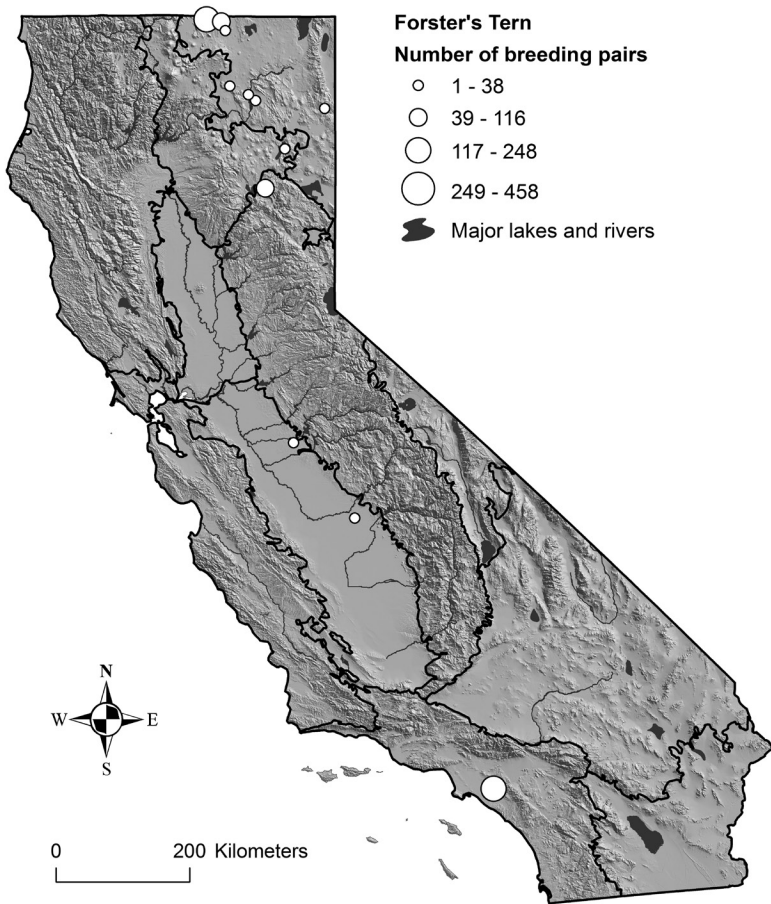 Forster's Tern
Number of breeding pairs
1 - 38
39 - 116
117 - 248
249 - 458
Major lakes and rivers
N
W E
S
0 200 Kilometers